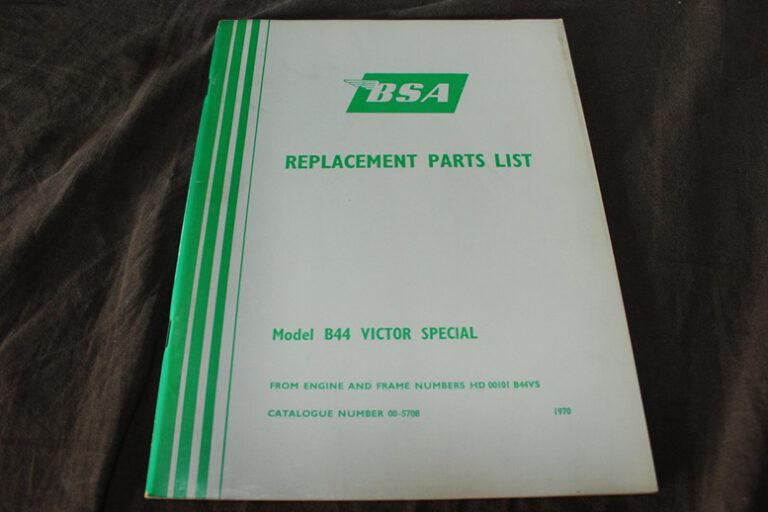 BSA
REPLACEMENT PARTS LIST
Model B44 VICTOR SPECIAL
FROM ENGINE AND FRAME NUMBERS HD 00101 B44VS
CATALOGUE NUMBER 00-5708 1970